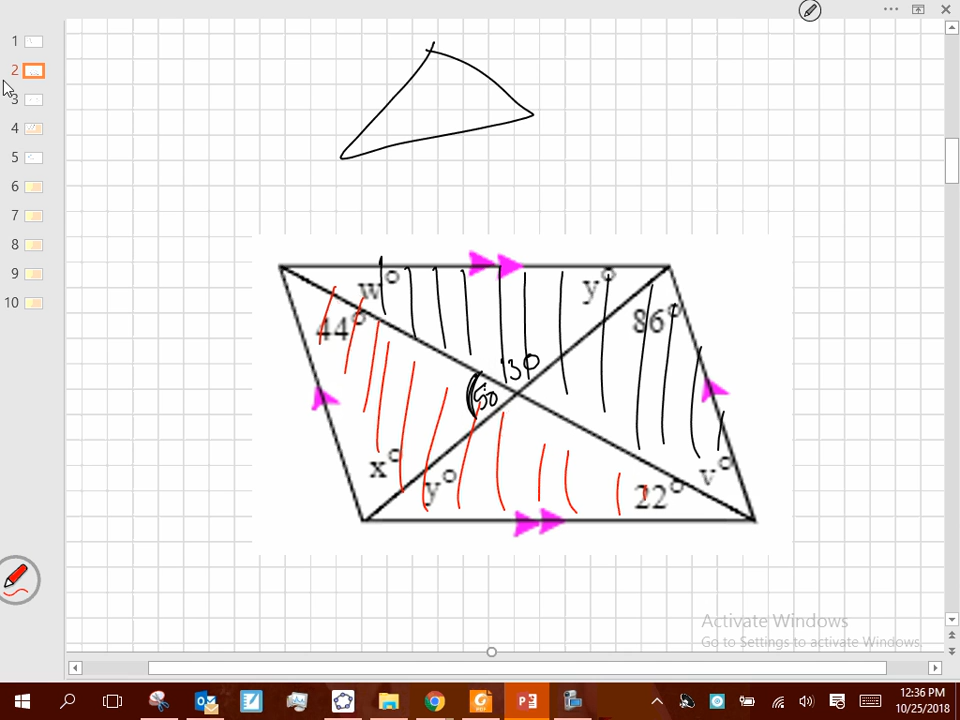 1
2
3
4
5
6
7
8
9
10
w° y°
44° 86°
130
50
x° y° 22° v°
Activate Windows
Go to Settings to activate Windows.
12:36 PM
10/25/2018